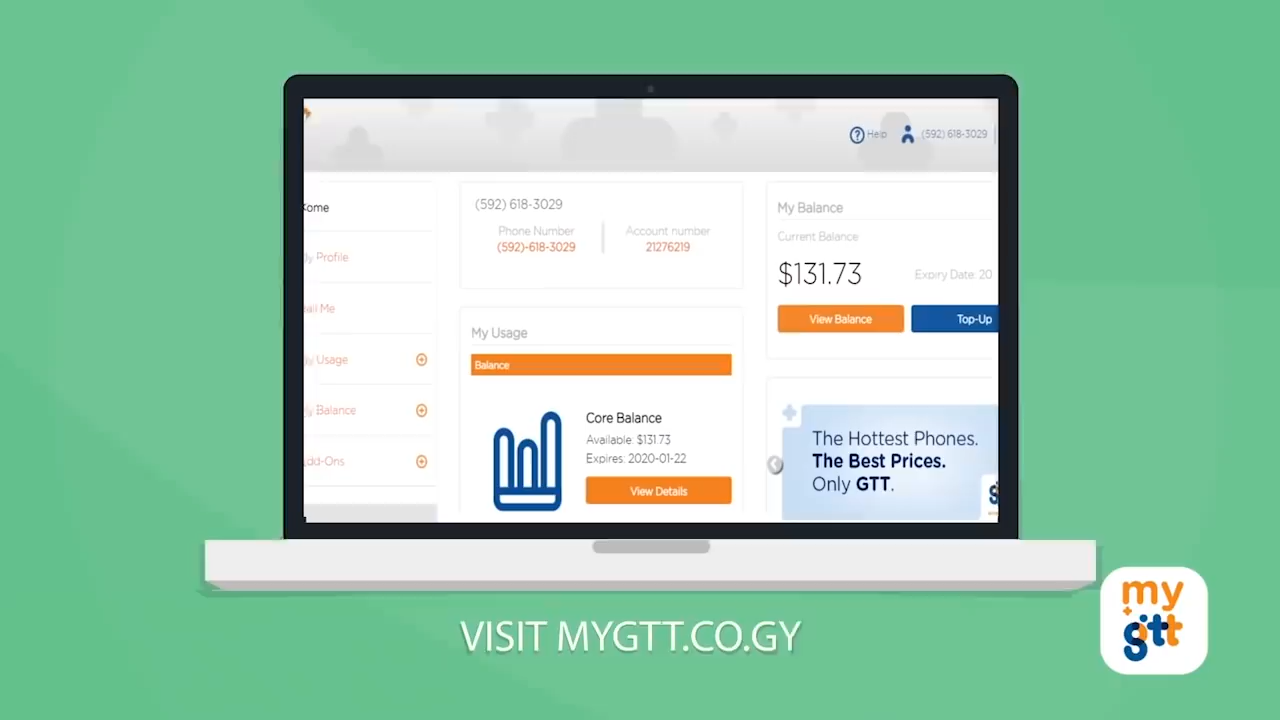 Help
(592) 618-3029
Home
My Profile
Usage
Balance
Add-Ons
(592) 618-3029
Phone Number
Account number
(592)-618-3029
21276219
My Usage
Balance
Core Balance
Available: $131.73
Expires: 2020-01-22
View Details
My Balance
Current Balance
$131.73
Expiry Date: 20
View Balance
Top-Up
The Hottest Phones.
The Best Prices.
Only GTT.
VISIT MYGTT.CO.GY
my
gtt